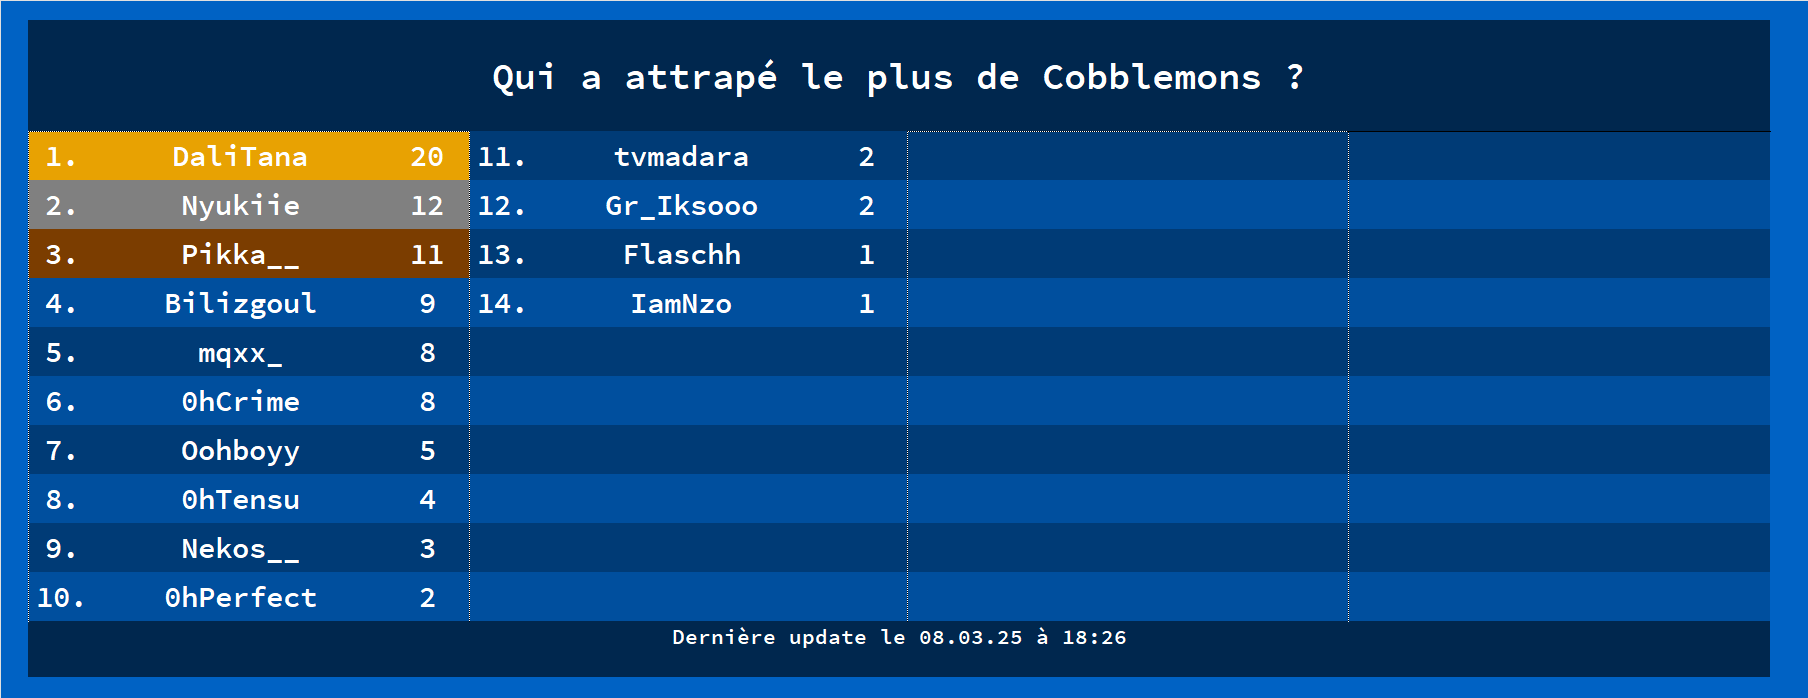 Qui a attrapé le plus de Cobblemons ?
1. DaliTana 20
2. Nyukiie 12
3. Pikka__ 11
4. Bilizgoul 9
5. mqxx_ 8
6. 0hCrime 8
7. Oohboyy 5
8. 0hTensu 4
9. Nekos__ 3
10. 0hPerfect 2
11. tvmadara 2
12. Gr_Iksooo 2
13. Flaschh 1
14. IamNzo 1
Dernière update le 08.03.25 à 18:26